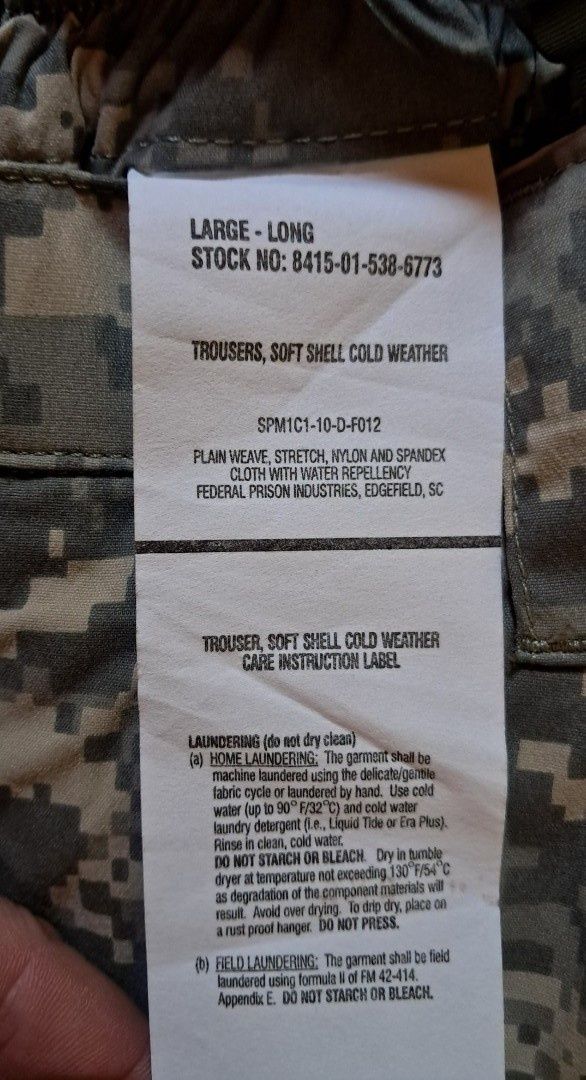 LARGE - LONG
STOCK NO: 8415-01-538-6773
TROUSERS, SOFT SHELL COLD WEATHER
SPM1C1-10-D-F012
PLAIN WEAVE, STRETCH, NYLON AND SPANDEX
CLOTH WITH WATER REPELLENCY
FEDERAL PRISON INDUSTRIES, EDGEFIELD, SC
TROUSER, SOFT SHELL COLD WEATHER
CARE INSTRUCTION LABEL
LAUNDERING (do not dry clean)
(a) HOME LAUNDERING: The garment shall be
machine laundered using the delicate/gentle
fabric cycle or laundered by hand. Use cold
water (up to 90° F/32°C) and cold water
laundry detergent (i.e., Liquid Tide or Era Plus).
Rinse in clean, cold water.
DO NOT STARCH OR BLEACH. Dry in tumble
dryer at temperature not exceeding 130°F/54°C
as degradation of the component materials will
result. Avoid over drying. To drip dry, place on
a rust proof hanger. DO NOT PRESS.
(b) FIELD LAUNDERING: The garment shall be field
laundered using formula II of FM 42-414.
Appendix E. DO NOT STARCH OR BLEACH.